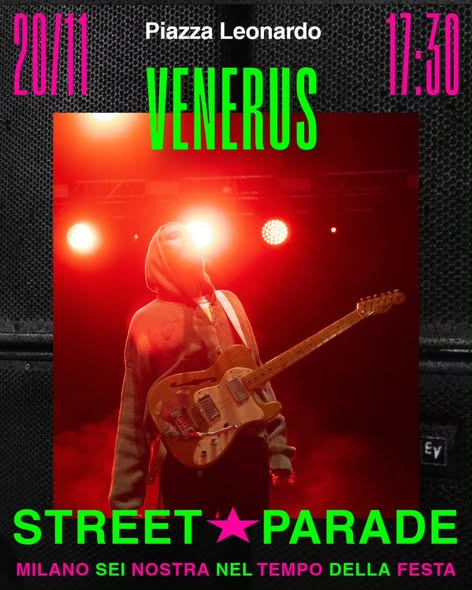 20/11
Piazza Leonardo
17:30
VENERUS
EV
STREET★PARADE
MILANO SEI NOSTRA NEL TEMPO DELLA FESTA